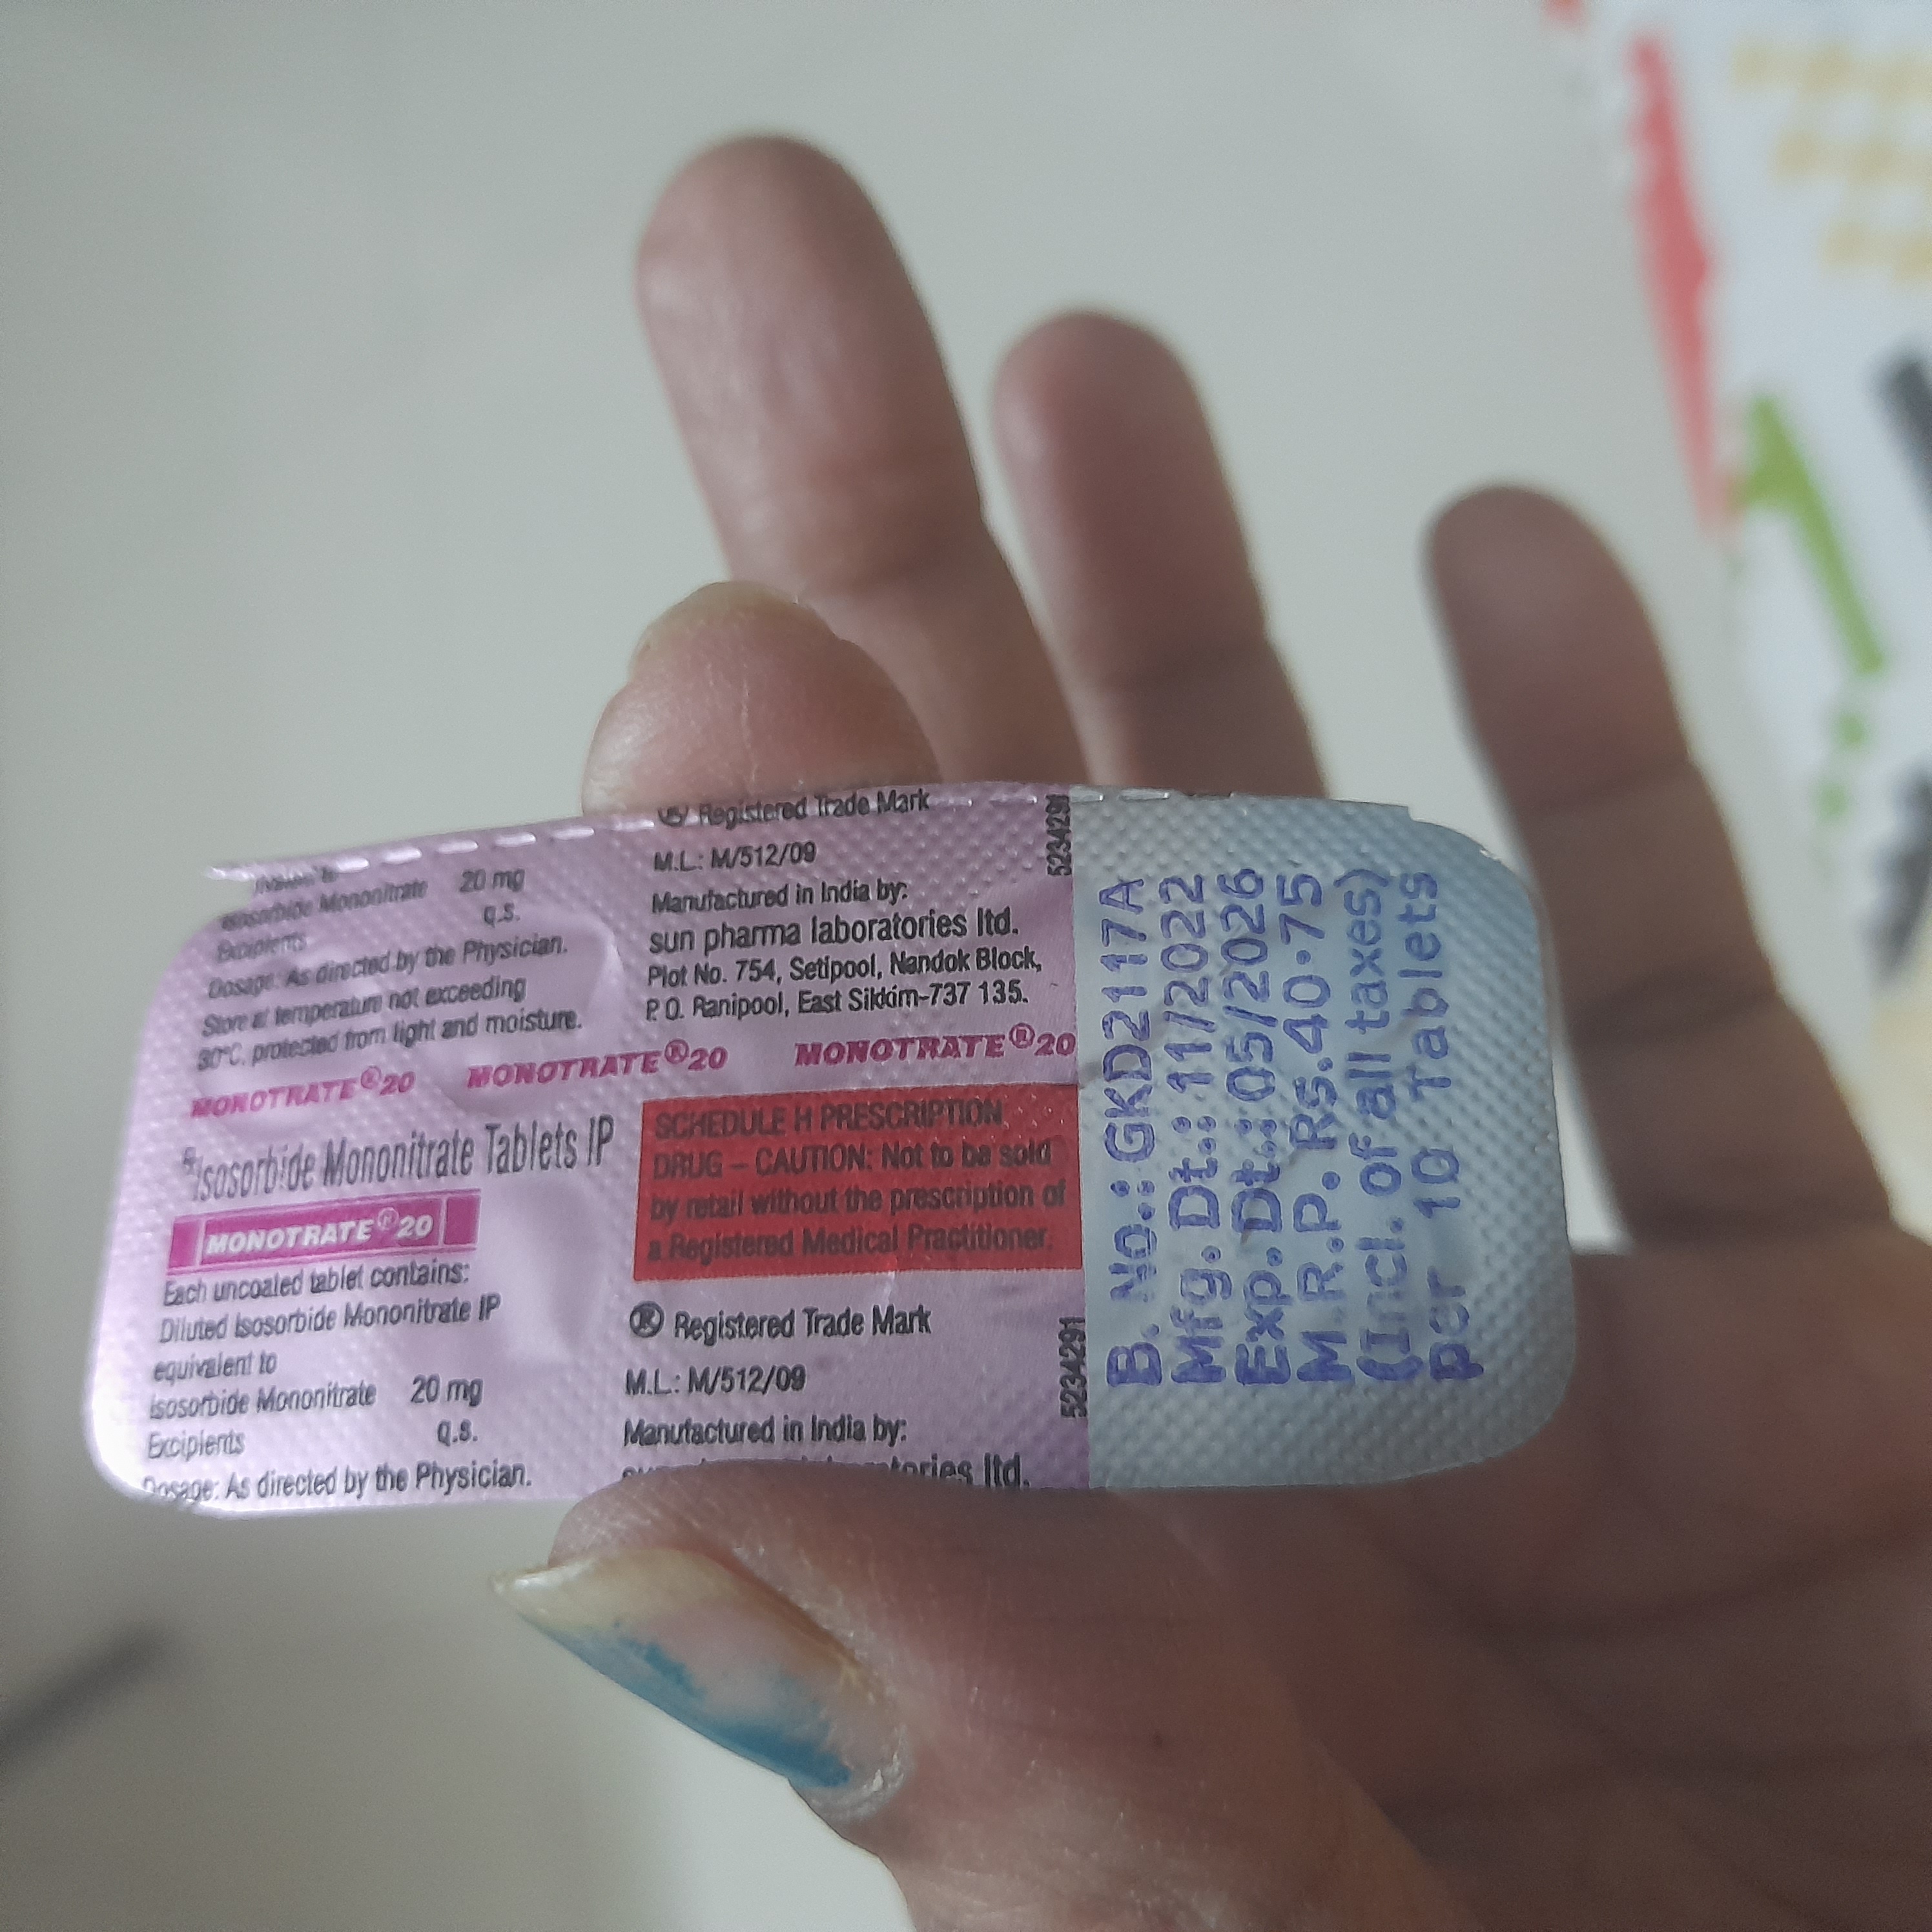 Isosorbide Mononitrate 20 mg
Excipients q.s.
Dosage: As directed by the Physician.
Store at temperature not exceeding
30°C, protected from light and moisture.
® Registered Trade Mark
M.L.: M/512/09
Manufactured in India by:
sun pharma laboratories ltd.
Plot No. 754, Setipool, Nandok Block,
P.O. Ranipool, East Sikkim-737 135.
5234291
MONOTRATE®20 MONOTRATE®20 MONOTRATE®20
Isosorbide Mononitrate Tablets IP
MONOTRATE®20
Each uncoated tablet contains:
Diluted Isosorbide Mononitrate IP
equivalent to
Isosorbide Mononitrate 20 mg
Excipients q.s.
Dosage: As directed by the Physician.
SCHEDULE H PRESCRIPTION
DRUG – CAUTION: Not to be sold
by retail without the prescription of
a Registered Medical Practitioner.
® Registered Trade Mark
M.L.: M/512/09
Manufactured in India by:
ltd.
5234291
B. No.: GKD2117A
Mfg. Dt.: 11/2022
Exp. Dt.: 05/2026
M.R.P. Rs.40.75
(Incl. of all taxes)
per 10 Tablets